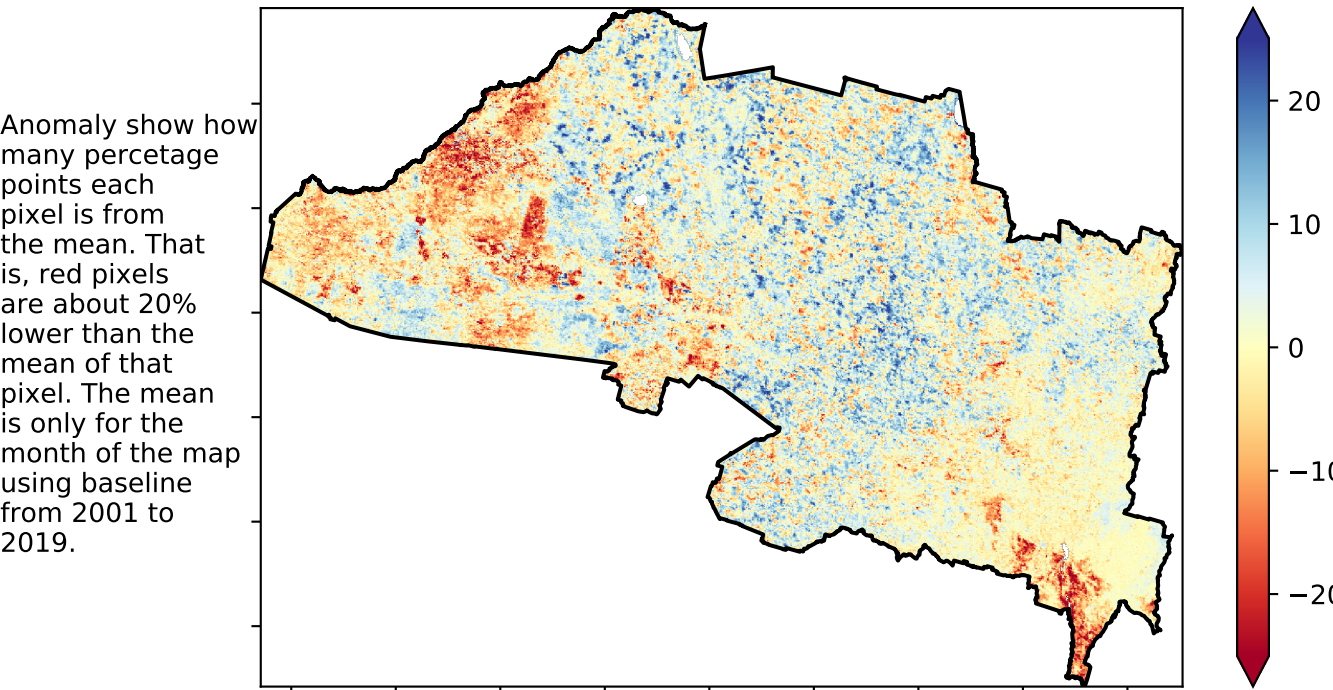 Anomaly show how
many percetage
points each
pixel is from
the mean. That
is, red pixels
are about 20%
lower than the
mean of that
pixel. The mean
is only for the
month of the map
using baseline
from 2001 to
2019.
20
10
0
−10
−20